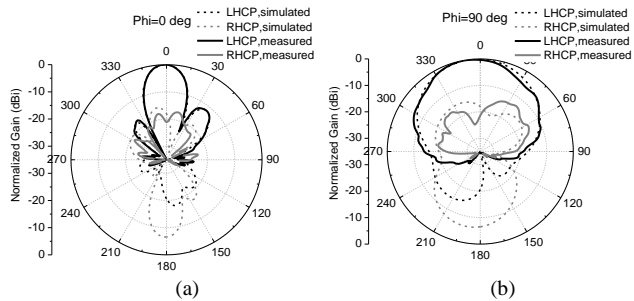 Phi=0 deg
LHCP,simulated
RHCP,simulated
LHCP,measured
RHCP,measured
Normalized Gain (dBi)
0
-10
-20
-30
-30
-20
-10
0
0
30
60
90
120
150
180
210
240
270
300
330
(a)
Phi=90 deg
LHCP,simulated
RHCP,simulated
LHCP,measured
RHCP,measured
Normalized Gain (dBi)
0
-10
-20
-30
-30
-20
-10
0
0
30
60
90
120
150
180
210
240
270
300
330
(b)